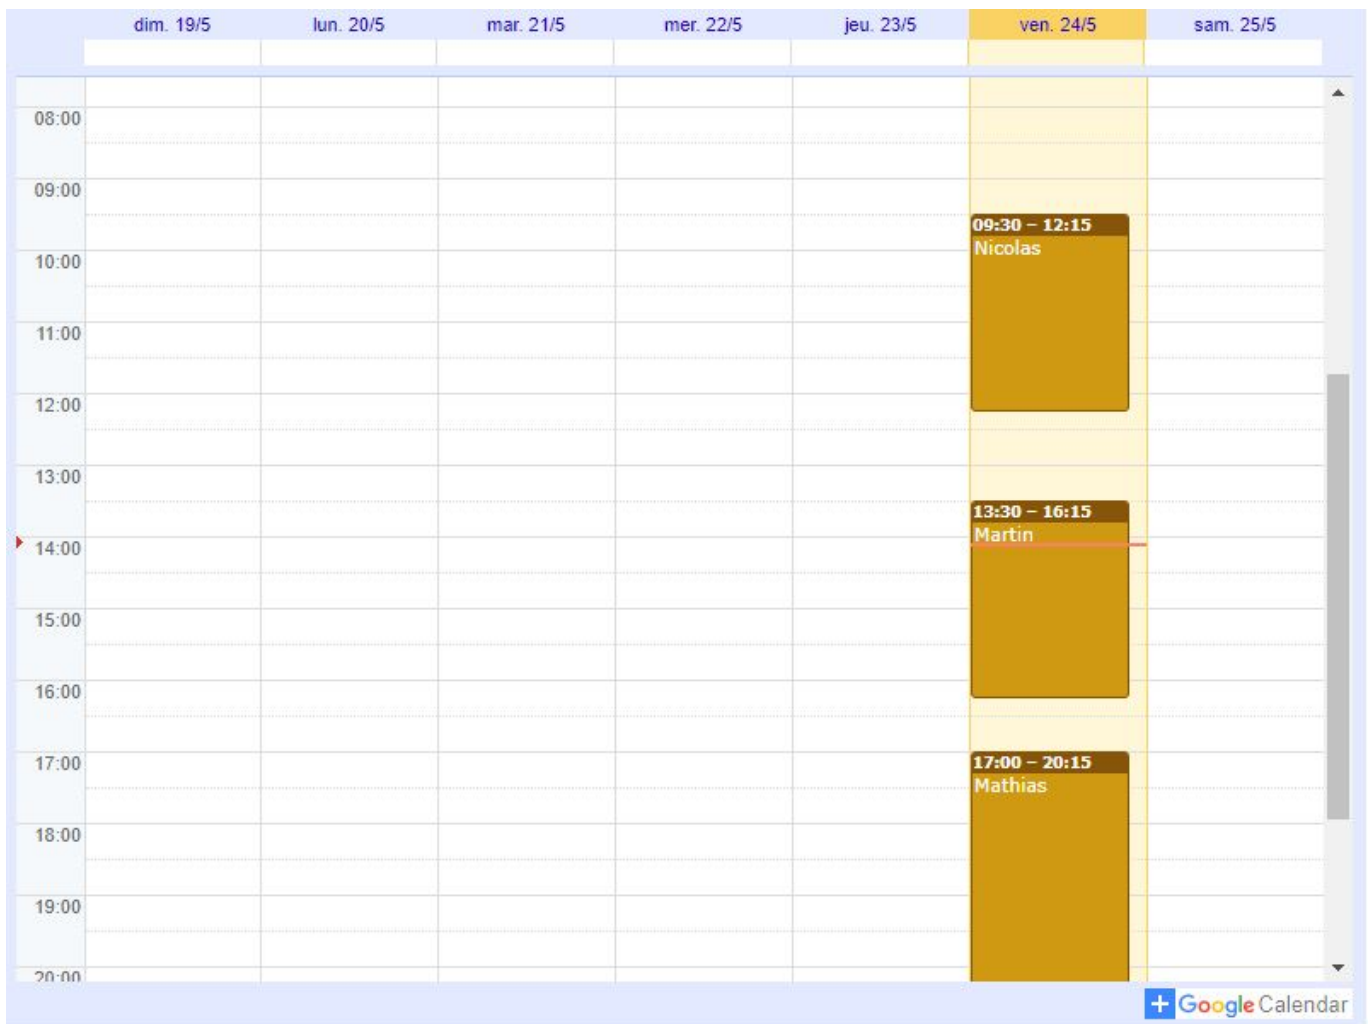 dim. 19/5 lun. 20/5 mar. 21/5 mer. 22/5 jeu. 23/5 ven. 24/5 sam. 25/5
08:00
09:00
09:30 – 12:15
Nicolas
10:00
11:00
12:00
13:00
13:30 – 16:15
Martin
14:00
15:00
16:00
17:00
17:00 – 20:15
Mathias
18:00
19:00
20:00
Google Calendar